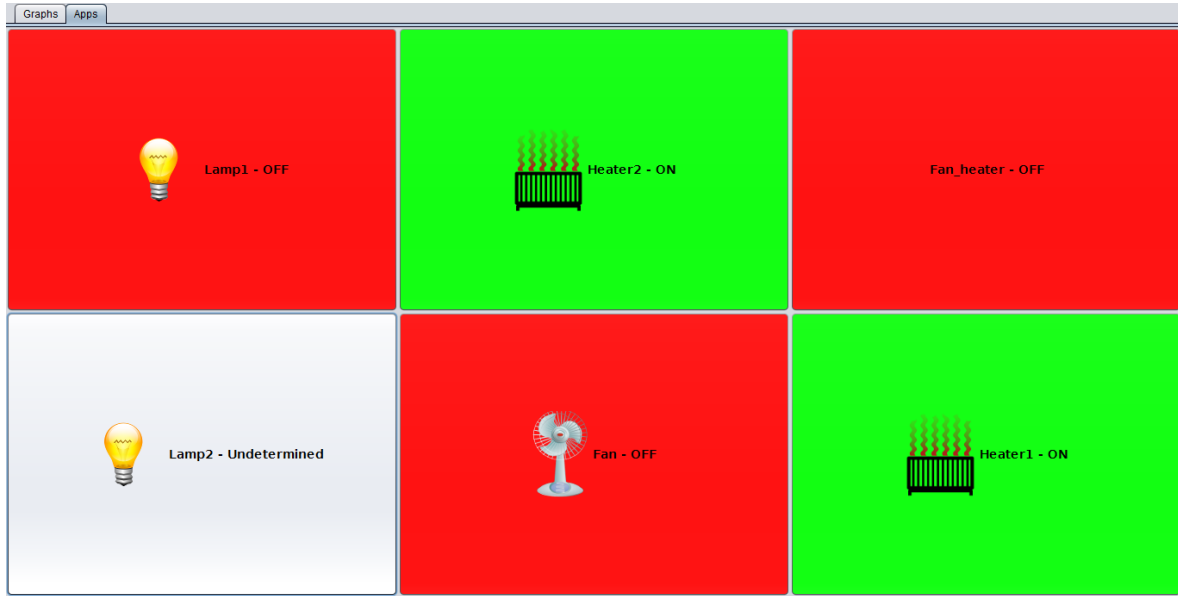 Graphs Apps
Lamp1 - OFF
Heater2 - ON
Fan_heater - OFF
Lamp2 - Undetermined
Fan - OFF
Heater1 - ON